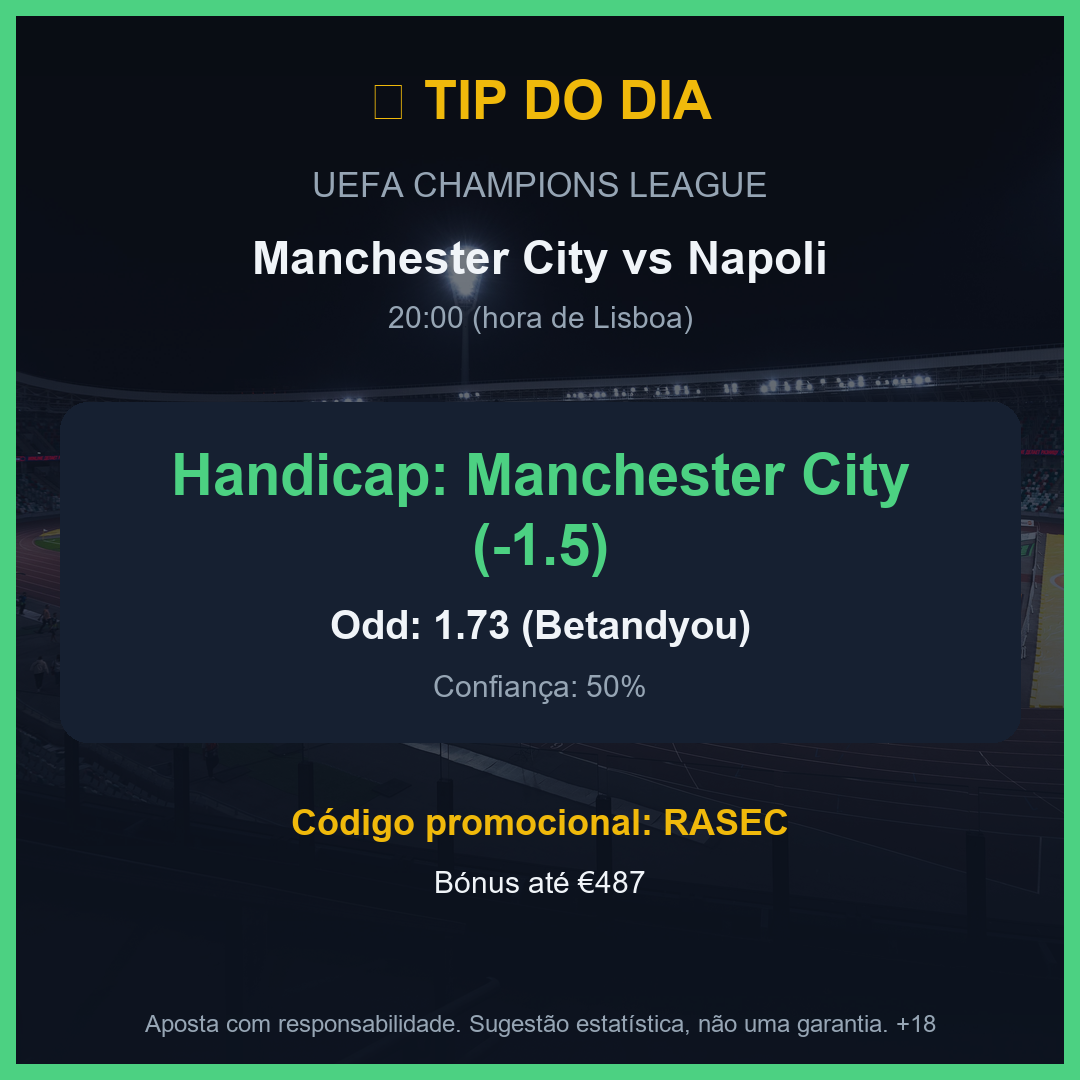 TIP DO DIA
UEFA CHAMPIONS LEAGUE
Manchester City vs Napoli
20:00 (hora de Lisboa)
Handicap: Manchester City
(-1.5)
Odd: 1.73 (Betandyou)
Confiança: 50%
Código promocional: RASEC
Bónus até €487
Aposta com responsabilidade. Sugestão estatística, não uma garantia. +18